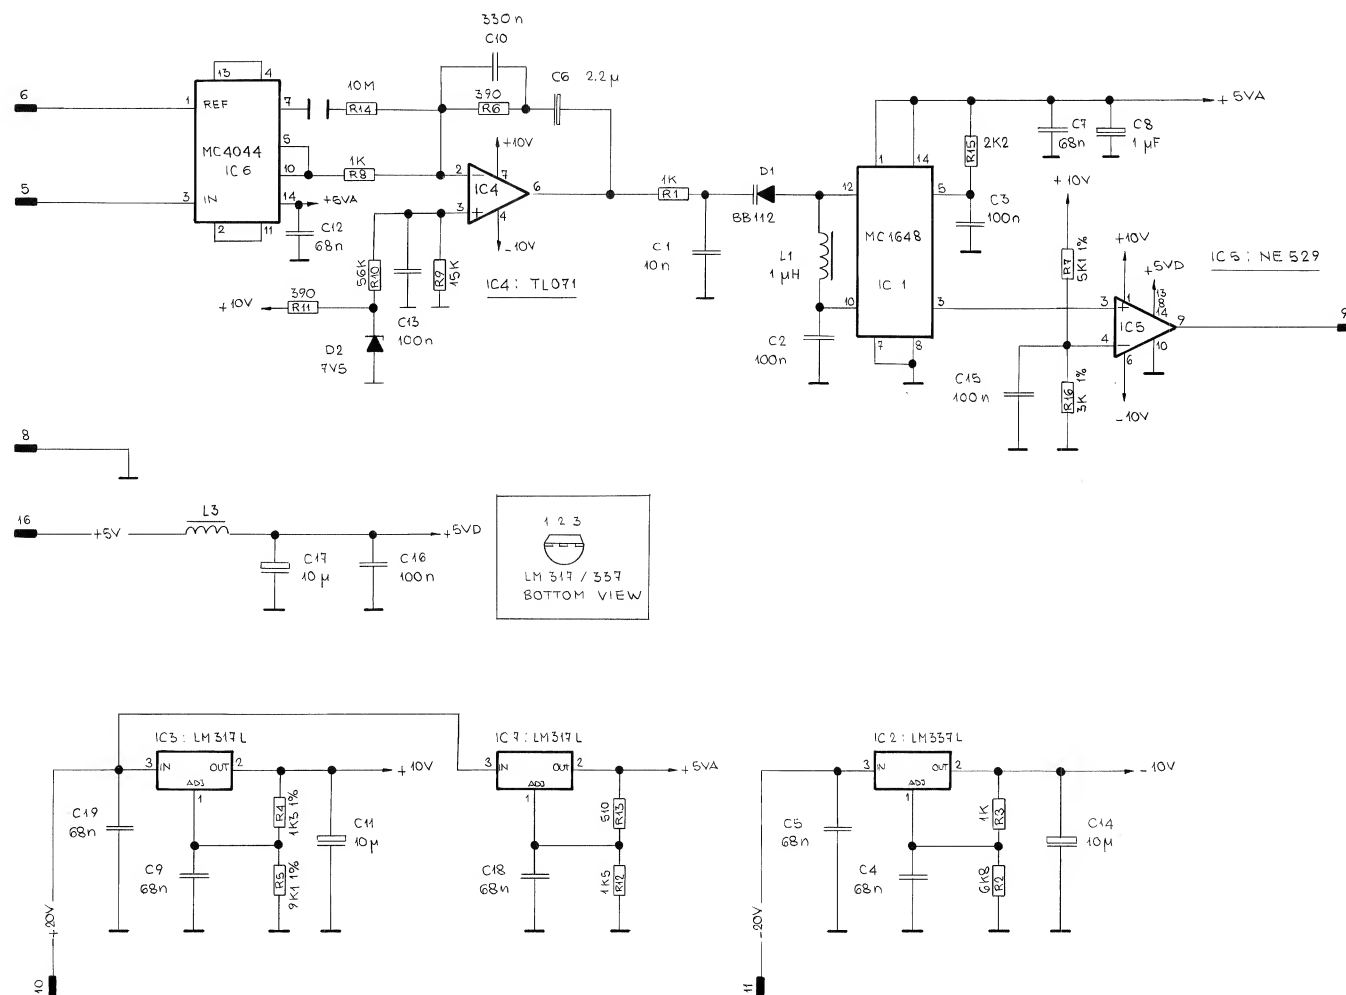 330n
C10
C6 2.2µ
13 4
6
1 REF 7
10M
R14
390
R6
5
MC4044
IC6
10
1K
R8
2
+10V
7
IC4
6
5
3 IN
14 +5VA
C12
68n
2 11
3
4
-10V
IC4: TL071
56K
R10
R9
15K
390
+10V R11
C13
100n
D2
7V5
1K
R1
D1
BB112
C1
10n
12
1 14
5
MC1648
IC 1
L1
1µH
10
3
7 8
C2
100n
R15
2K2
C3
100n
C7
68n
C8
1µF
+5VA
+10V
R7
5K1 1%
+10V
+5VD
IC5: NE529
3
1
13
8
14
IC5
9
9
4
6
10
C15
100n
R16
3K 1%
-10V
8
16
+5V
L3
+5VD
C17
10µ
C16
100n
1 2 3
LM317/337
BOTTOM VIEW
IC3: LM317L
3 IN OUT 2
ADJ
1
+10V
C19
68n
C9
68n
R4
1K3 1%
R5
9K1 1%
C11
10µ
+20V
10
IC7: LM317L
3 IN OUT 2
ADJ
1
+5VA
C18
68n
510
R13
1K5
R12
IC2: LM337L
3 IN OUT 2
ADJ
1
-10V
C5
68n
C4
68n
1K
R3
6K8
R2
C14
10µ
-20V
11